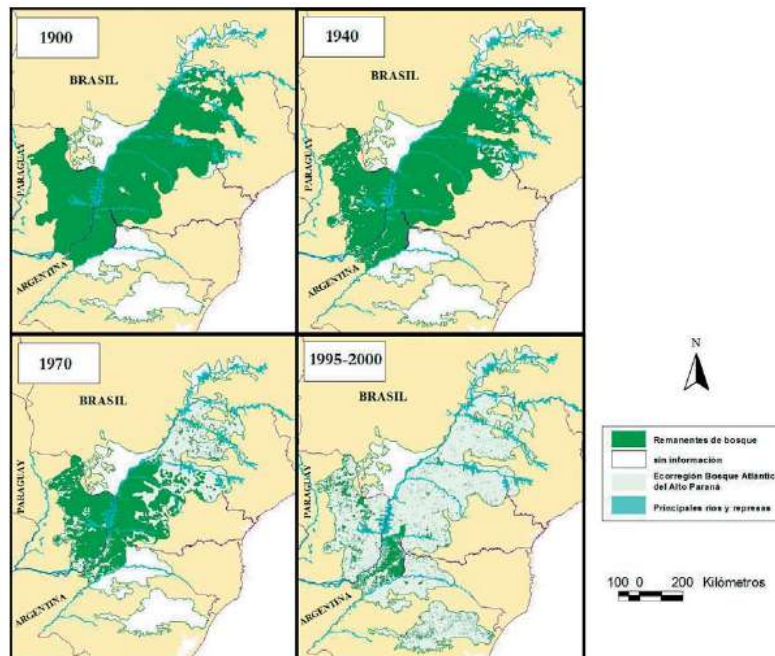 1900
BRASIL
PARAGUAY
ARGENTINA
1940
BRASIL
PARAGUAY
ARGENTINA
1970
BRASIL
PARAGUAY
ARGENTINA
1995-2000
BRASIL
PARAGUAY
ARGENTINA
N
Remanentes de bosque
sin información
Ecorregión Bosque Atlántic
del Alto Paraná
Principales ríos y represas
100 0 200 Kilómetros